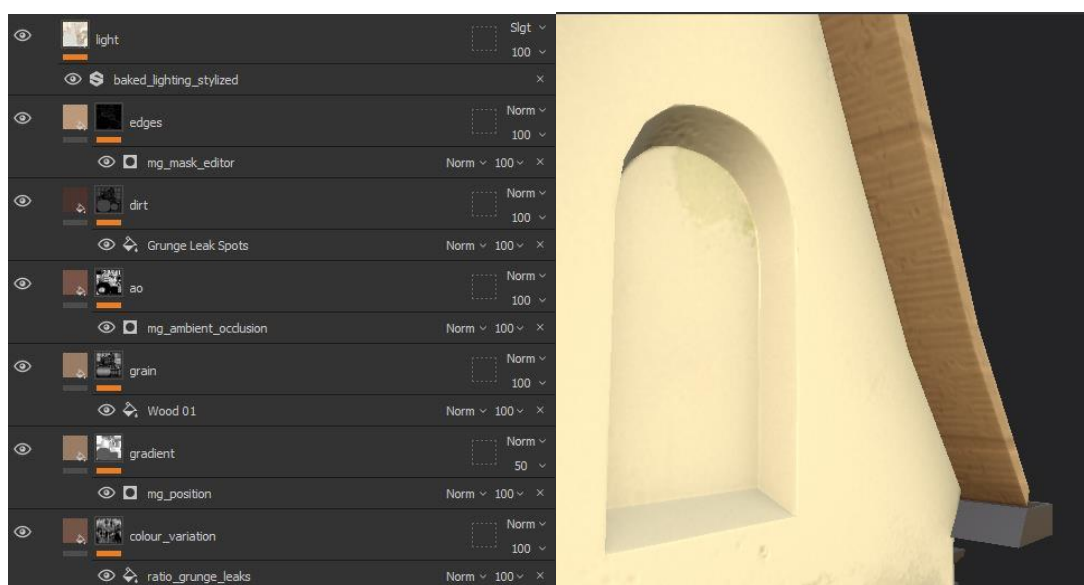 light Slgt
100
baked_lighting_stylized ×
edges Norm
100
mg_mask_editor Norm 100 ×
dirt Norm
100
Grunge Leak Spots Norm 100 ×
ao Norm
100
mg_ambient_occlusion Norm 100 ×
grain Norm
100
Wood 01 Norm 100 ×
gradient Norm
50
mg_position Norm 100 ×
colour_variation Norm
100
ratio_grunge_leaks Norm 100 ×